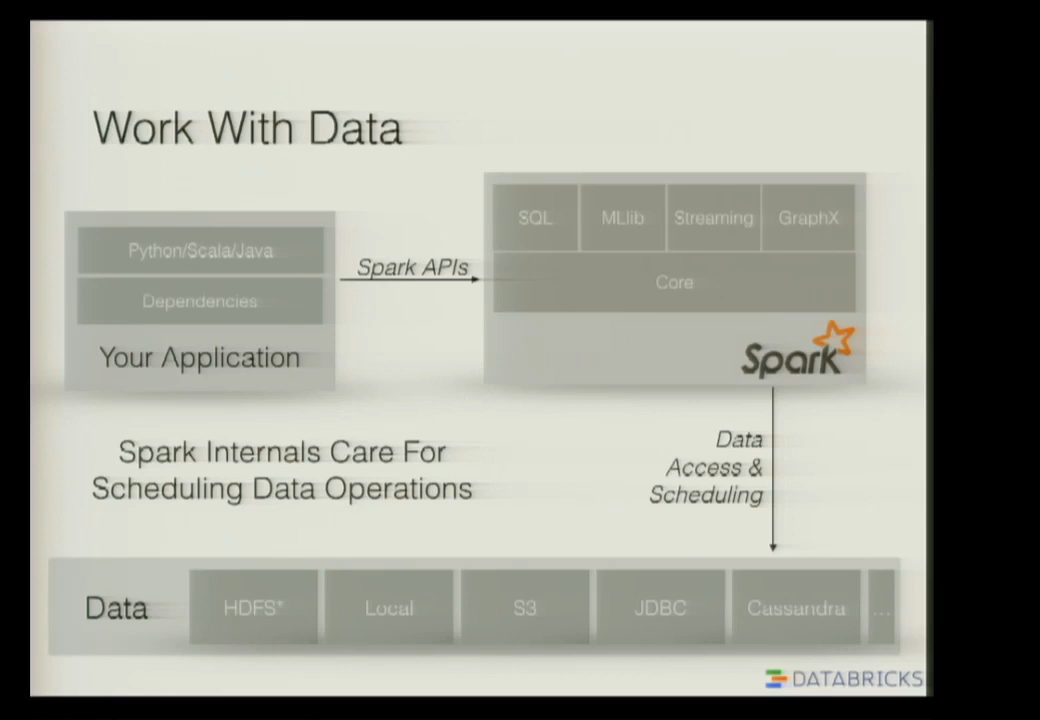 Work With Data
Python/Scala/Java
Dependencies
Your Application
Spark APIs
SQL
MLlib
Streaming
GraphX
Core
Spark
Spark Internals Care For
Scheduling Data Operations
Data
Access &
Scheduling
Data
HDFS*
Local
S3
JDBC
Cassandra
...
DATABRICKS